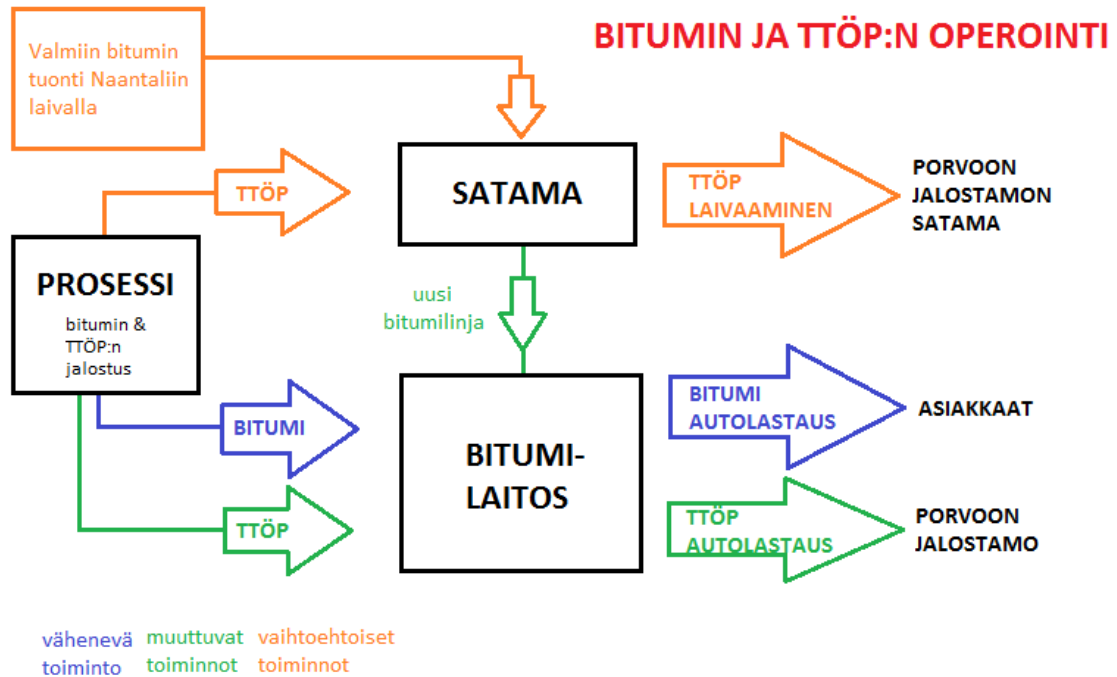 BITUMIN JA TTÖP:N OPEROINTI
Valmiin bitumin
tuonti Naantaliin
laivalla
TTÖP
SATAMA
TTÖP
LAIVAAMINEN
PORVOON
JALOSTAMON
SATAMA
PROSESSI
bitumin &
TTÖP:n
jalostus
uusi
bitumilinja
BITUMI
BITUMI-
LAITOS
BITUMI
AUTOLASTAUS
ASIAKKAAT
TTÖP
TTÖP
AUTOLASTAUS
PORVOON
JALOSTAMO
vähenevä
toiminto
muuttuvat
toiminnot
vaihtoehtoiset
toiminnot